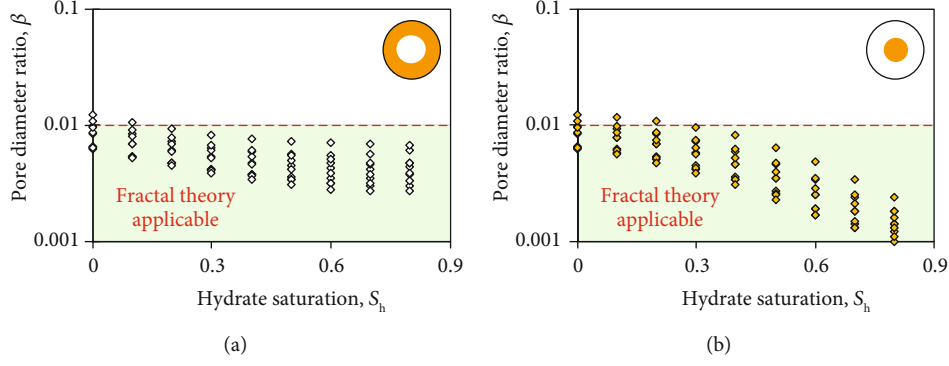 0.1
0.01
0.001
Pore diameter ratio, β
Fractal theory
applicable
0
0.3
0.6
0.9
Hydrate saturation, Sh
(a)
0.1
0.01
0.001
Pore diameter ratio, β
Fractal theory
applicable
0
0.3
0.6
0.9
Hydrate saturation, Sh
(b)